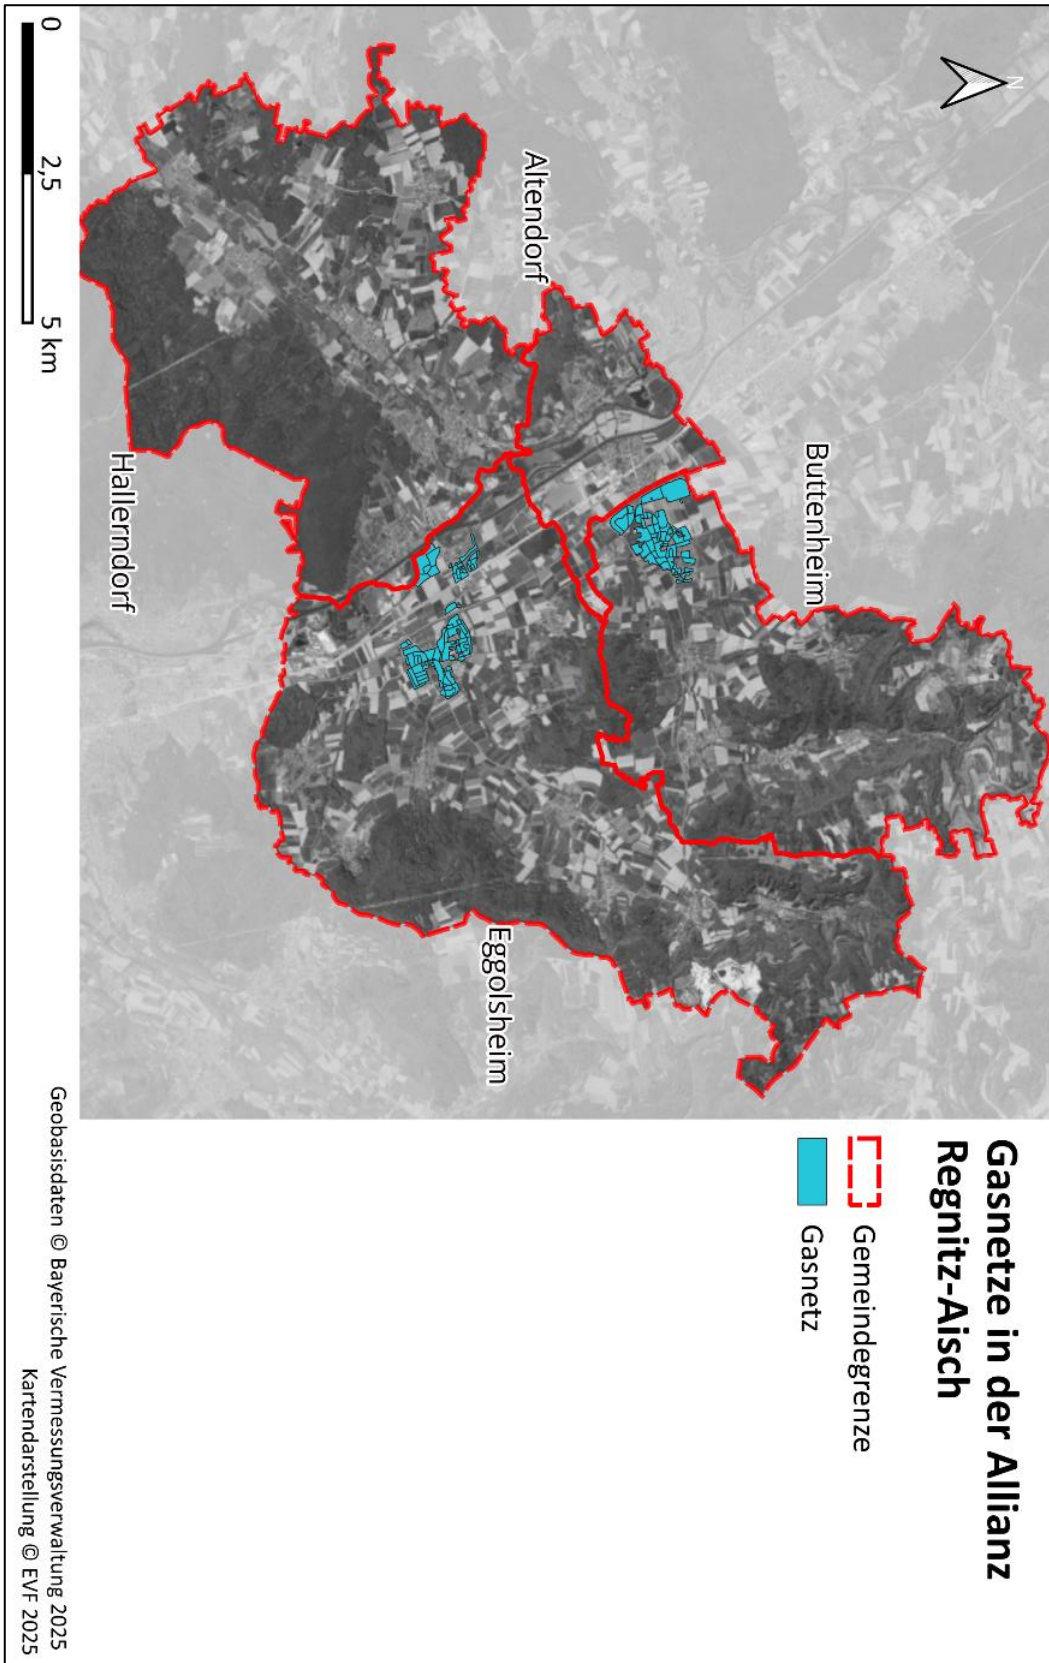 Gasnetze in der Allianz
Regnitz-Aisch
Gemeindegrenze
Gasnetz
N
Buttenheim
Altendorf
Eggolsheim
Hallerndorf
0 2,5 5 km
Geobasisdaten © Bayerische Vermessungsverwaltung 2025
Kartendarstellung © EVF 2025